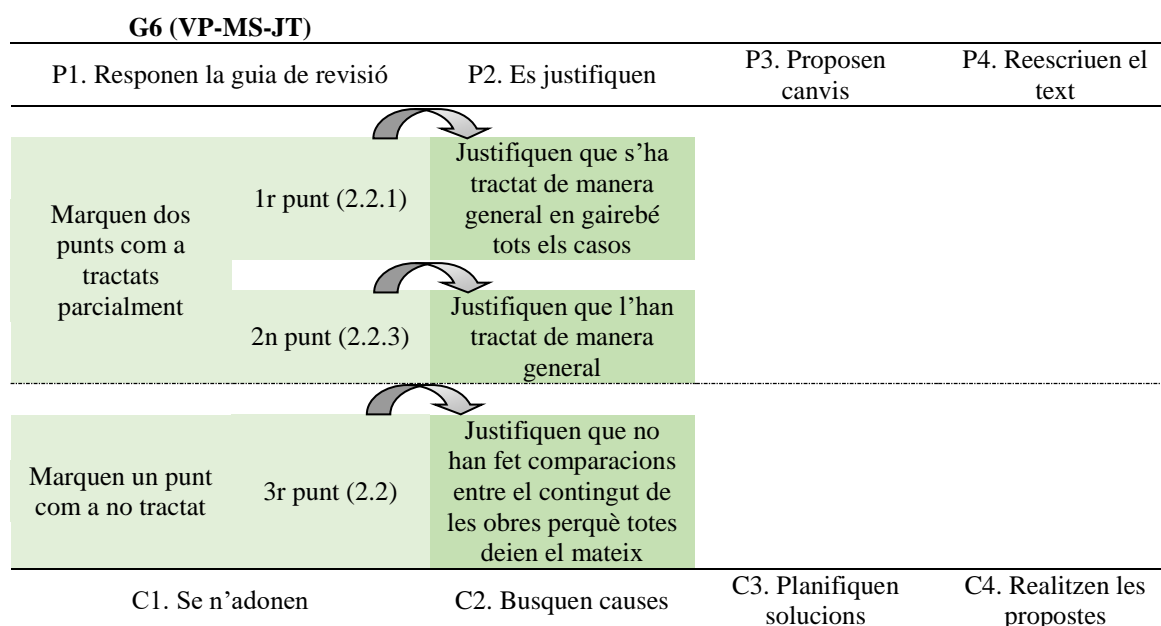 G6 (VP-MS-JT)
P1. Responen la guia de revisió
P2. Es justifiquen
P3. Proposen
canvis
P4. Reescriuen el
text
Marquen dos
punts com a
tractats
parcialment
1r punt (2.2.1)
Justifiquen que s’ha
tractat de manera
general en gairebé
tots els casos
2n punt (2.2.3)
Justifiquen que l’han
tractat de manera
general
Marquen un punt
com a no tractat
3r punt (2.2)
Justifiquen que no
han fet comparacions
entre el contingut de
les obres perquè totes
deien el mateix
C1. Se n’adonen
C2. Busquen causes
C3. Planifiquen
solucions
C4. Realitzen les
propostes